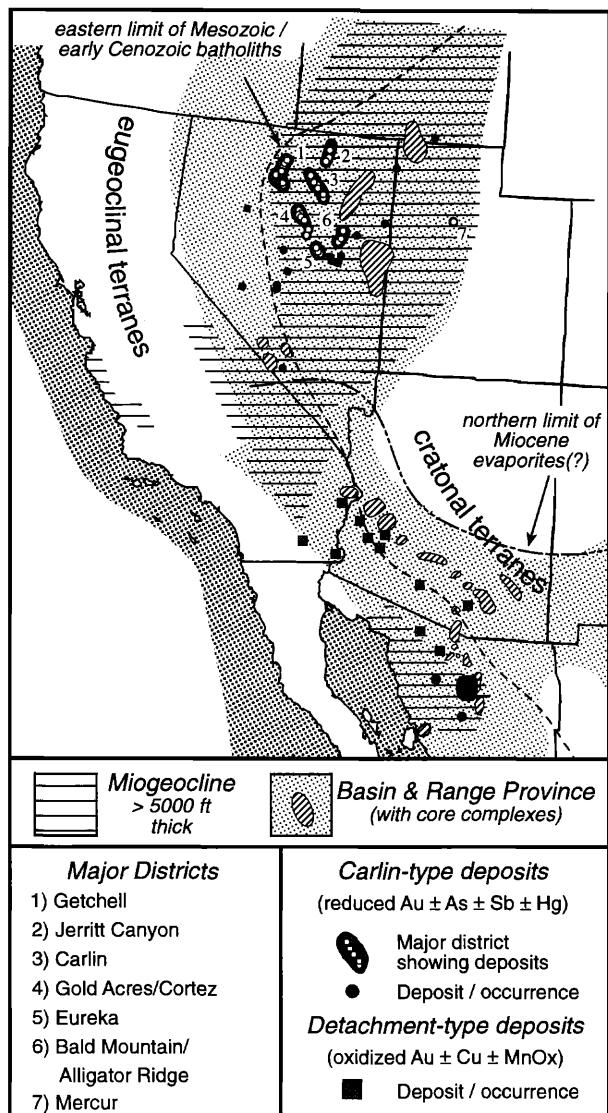 eastern limit of Mesozoic /
early Cenozoic batholiths
eugeoclinal terranes
1
2
3
4
6
5
7
northern limit of
Miocene
evaporites(?)
cratonal terranes
Miogeocline
> 5000 ft
thick
Basin & Range Province
(with core complexes)
Major Districts
1) Getchell
2) Jerritt Canyon
3) Carlin
4) Gold Acres/Cortez
5) Eureka
6) Bald Mountain/
Alligator Ridge
7) Mercur
Carlin-type deposits
(reduced Au ± As ± Sb ± Hg)
Major district
showing deposits
Deposit / occurrence
Detachment-type deposits
(oxidized Au ± Cu ± MnOx)
Deposit / occurrence